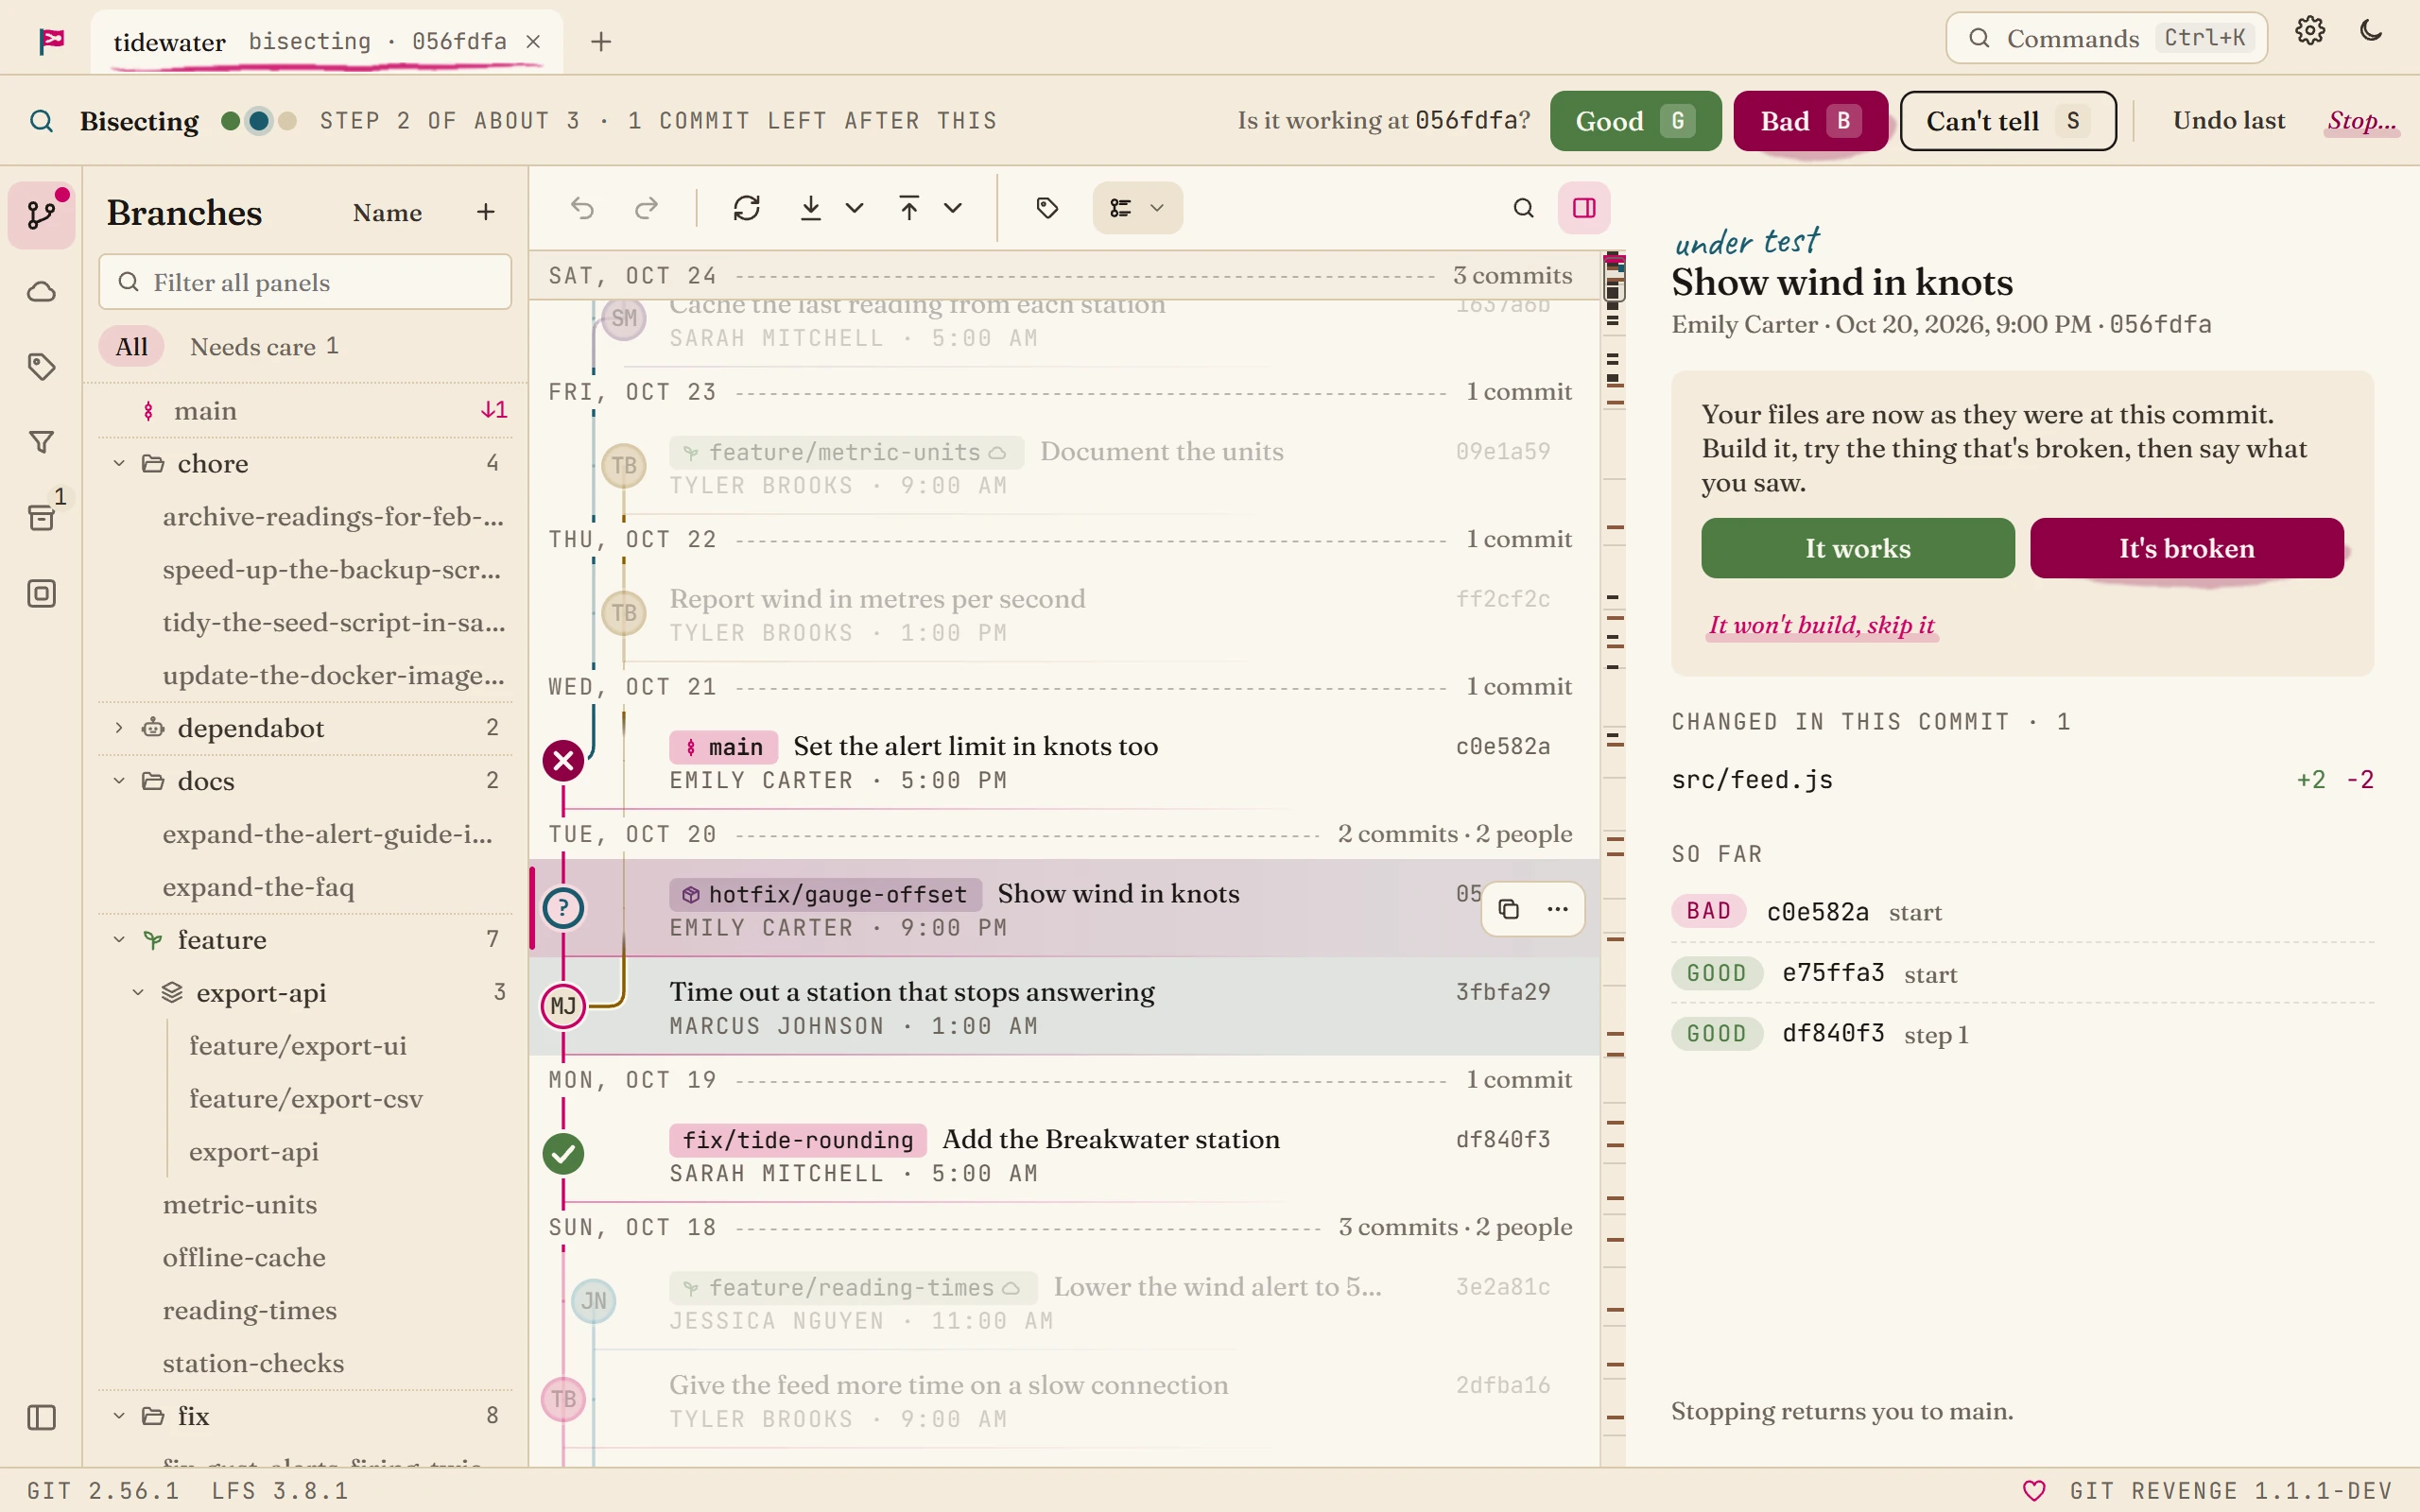 tidewater bisecting · 056fdfa
Commands Ctrl+K
Bisecting STEP 2 OF ABOUT 3 · 1 COMMIT LEFT AFTER THIS
Is it working at 056fdfa? Good G Bad B Can't tell S Undo last Stop...
Branches Name
Filter all panels
All Needs care 1
main ↓1
chore 4
archive-readings-for-feb-...
speed-up-the-backup-scr...
tidy-the-seed-script-in-sa...
update-the-docker-image...
dependabot 2
docs 2
expand-the-alert-guide-i...
expand-the-faq
feature 7
export-api 3
feature/export-ui
feature/export-csv
export-api
metric-units
offline-cache
reading-times
station-checks
fix 8
1
SAT, OCT 24 3 commits
SM Cache the last reading from each station 1637a6b
SARAH MITCHELL · 5:00 AM
FRI, OCT 23 1 commit
TB feature/metric-units Document the units 09e1a59
TYLER BROOKS · 9:00 AM
THU, OCT 22 1 commit
TB Report wind in metres per second ff2cf2c
TYLER BROOKS · 1:00 PM
WED, OCT 21 1 commit
main Set the alert limit in knots too c0e582a
EMILY CARTER · 5:00 PM
TUE, OCT 20 2 commits · 2 people
? hotfix/gauge-offset Show wind in knots 05
EMILY CARTER · 9:00 PM
MJ Time out a station that stops answering 3fbfa29
MARCUS JOHNSON · 1:00 AM
MON, OCT 19 1 commit
fix/tide-rounding Add the Breakwater station df840f3
SARAH MITCHELL · 5:00 AM
SUN, OCT 18 3 commits · 2 people
JN feature/reading-times Lower the wind alert to 5... 3e2a81c
JESSICA NGUYEN · 11:00 AM
TB Give the feed more time on a slow connection 2dfba16
TYLER BROOKS · 9:00 AM
under test
Show wind in knots
Emily Carter · Oct 20, 2026, 9:00 PM · 056fdfa
Your files are now as they were at this commit.
Build it, try the thing that's broken, then say what
you saw.
It works It's broken
It won't build, skip it
CHANGED IN THIS COMMIT · 1
src/feed.js +2 -2
SO FAR
BAD c0e582a start
GOOD e75ffa3 start
GOOD df840f3 step 1
Stopping returns you to main.
GIT 2.56.1 LFS 3.8.1
GIT REVENGE 1.1.1-DEV